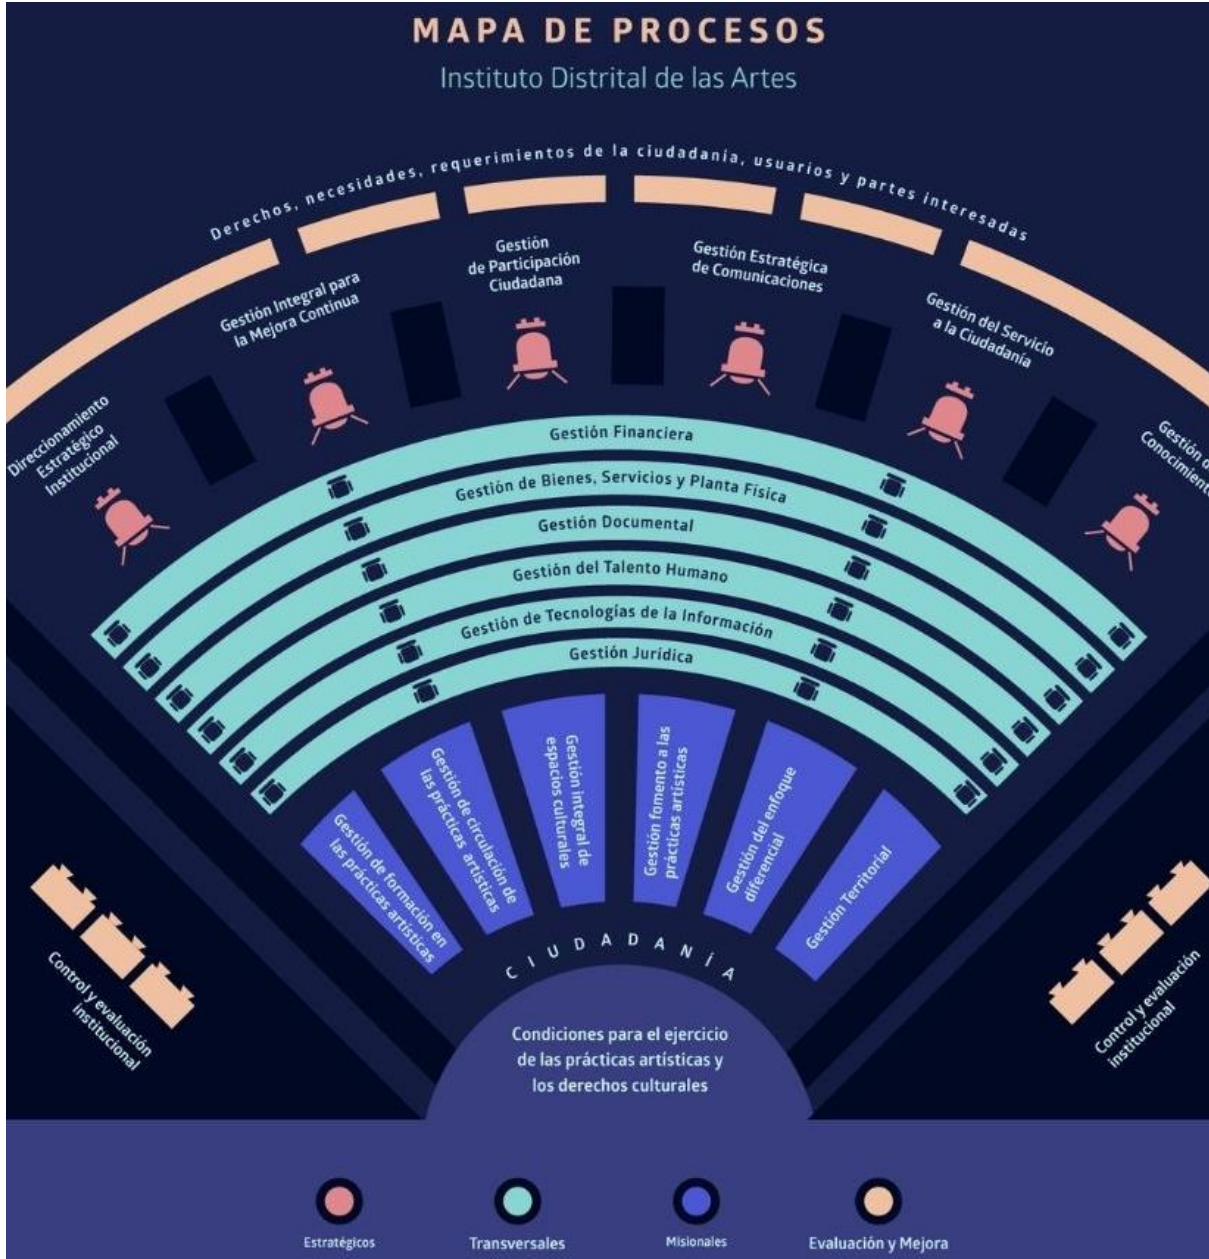 MAPA DE PROCESOS
Instituto Distrital de las Artes
Derechos, necesidades, requerimientos de la ciudadanía, usuarios y partes interesadas
Direccionamiento
Estratégico
Institucional
Gestión Integral para
la Mejora Continua
Gestión
de Participación
Ciudadana
Gestión Estratégica
de Comunicaciones
Gestión del Servicio
a la Ciudadanía
Gestión
Conocimiento
Gestión Financiera
Gestión de Bienes, Servicios y Planta Física
Gestión Documental
Gestión del Talento Humano
Gestión de Tecnologías de la Información
Gestión Jurídica
Gestión de formación en
las prácticas artísticas
Gestión de circulación de
las prácticas artísticas
Gestión integral de
espacios culturales
Gestión fomento a las
prácticas artísticas
Gestión del enfoque
diferencial
Gestión Territorial
CIUDADANÍA
Condiciones para el ejercicio
de las prácticas artísticas y
los derechos culturales
Control y evaluación
institucional
Control y evaluación
institucional
Estratégicos
Transversales
Misionales
Evaluación y Mejora